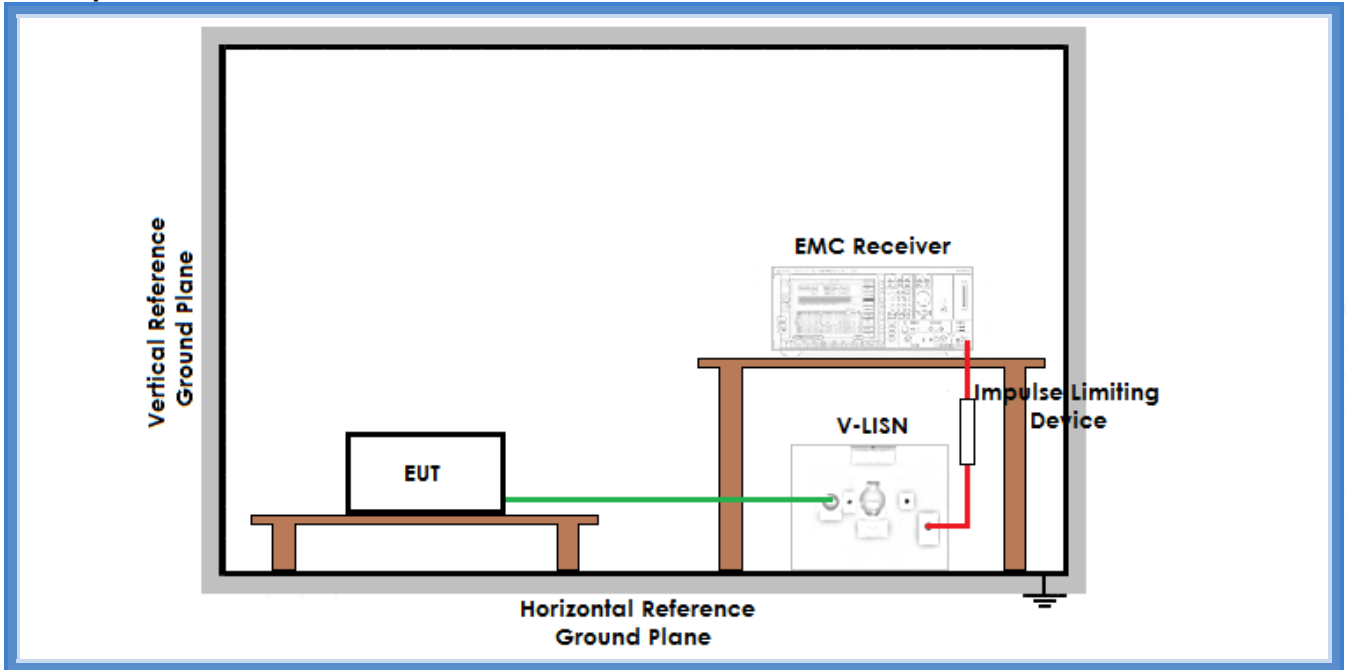 EMC Receiver
Vertical Reference
Ground Plane
Impulse Limiting
Device
V-LISN
EUT
Horizontal Reference
Ground Plane